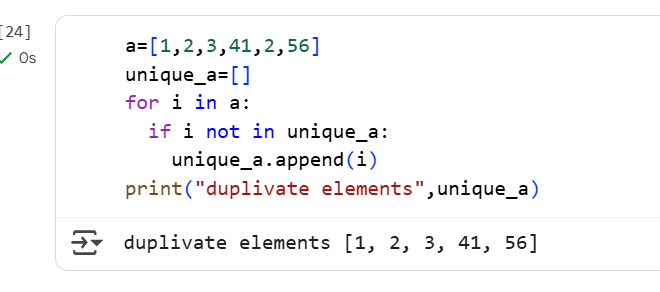 [24]
0s
a=[1,2,3,41,2,56]
unique_a=[]
for i in a:
  if i not in unique_a:
    unique_a.append(i)
print("duplivate elements",unique_a)
duplivate elements [1, 2, 3, 41, 56]